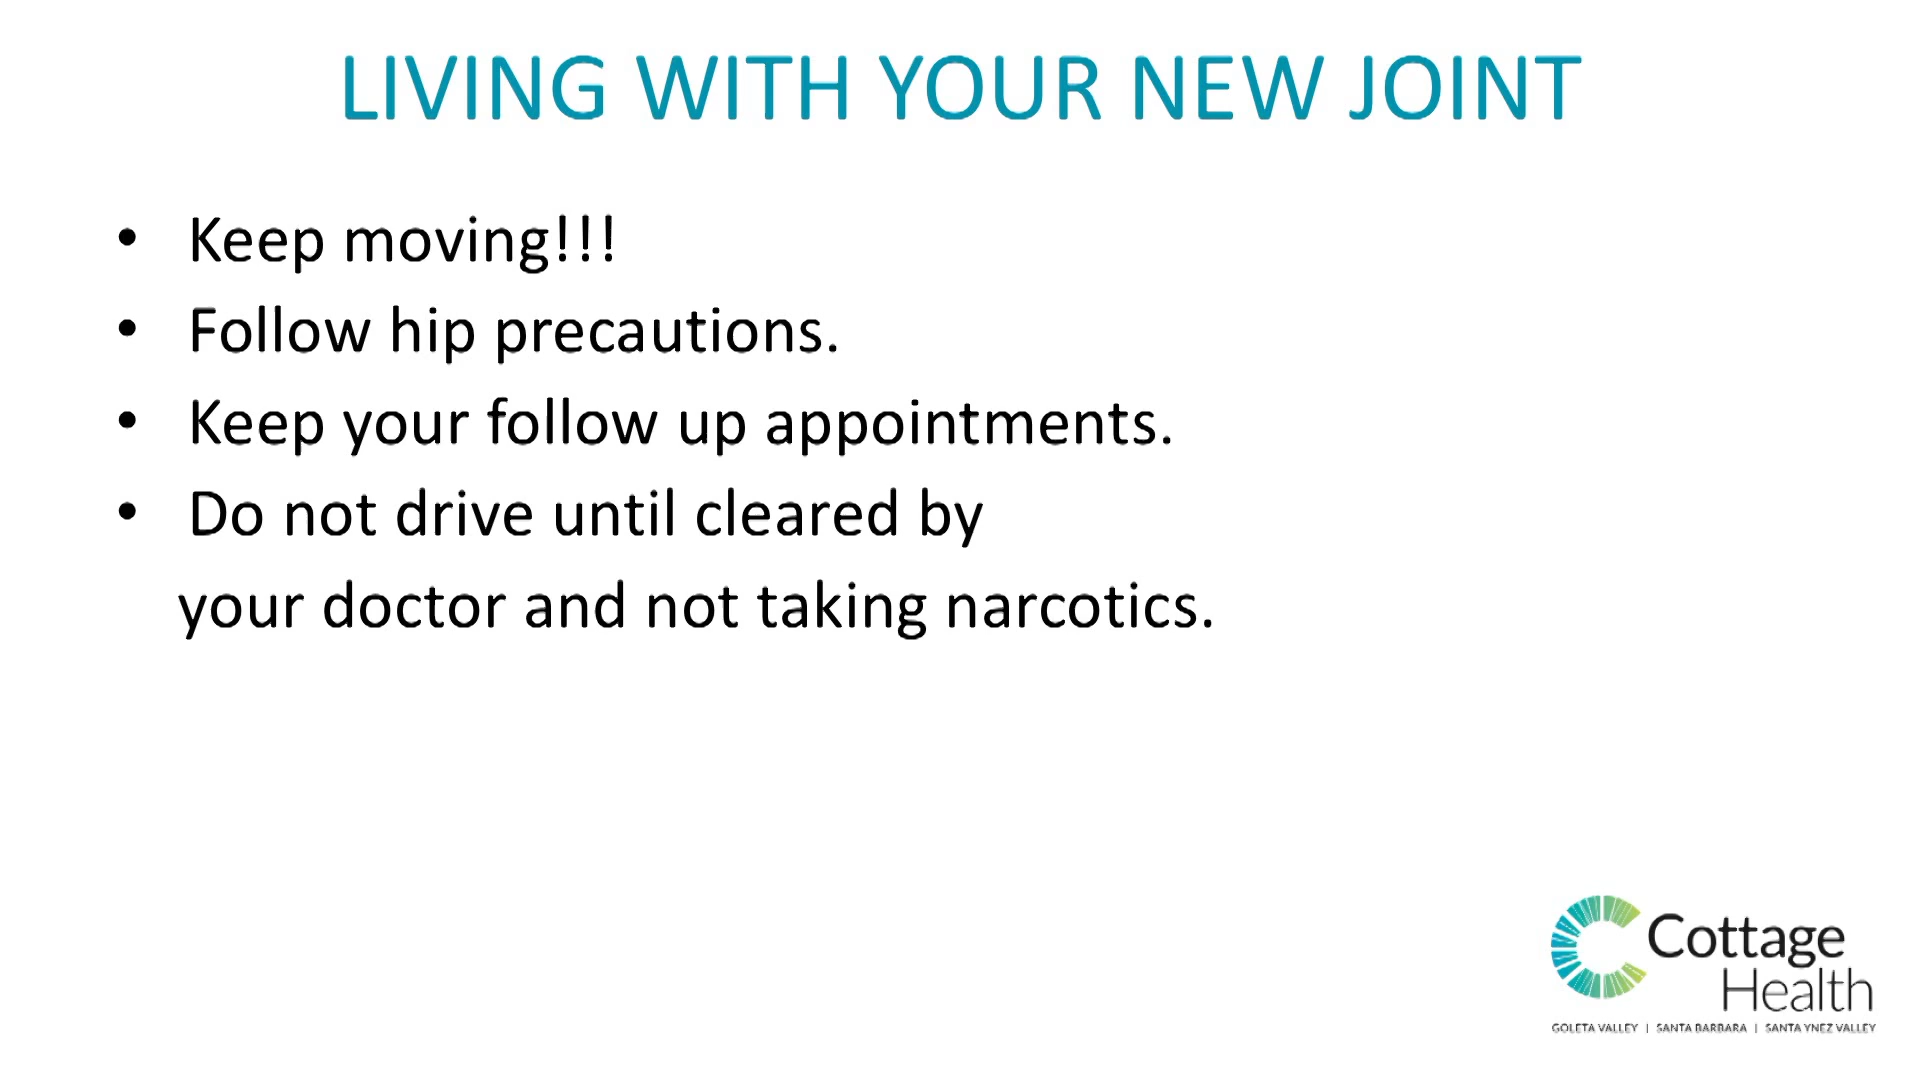 LIVING WITH YOUR NEW JOINT
• Keep moving!!!
• Follow hip precautions.
• Keep your follow up appointments.
• Do not drive until cleared by
your doctor and not taking narcotics.
Cottage
Health
GOLETA VALLEY | SANTA BARBARA | SANTA YNEZ VALLEY